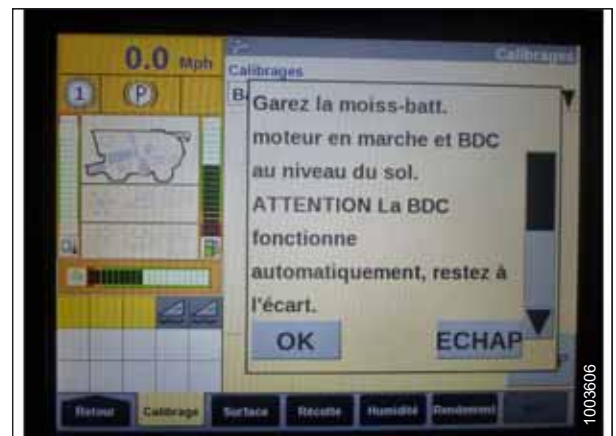 0.0 Mph
Calibrages
Calibrages
1
P
B
Garez la moiss-batt.
moteur en marche et BDC
au niveau du sol.
ATTENTION La BDC
fonctionne
automatiquement, restez à
l'écart.
OK
ECHAP
P
Retour
Calibrage
Surface
Récolte
Humidité
Rendement
1003606